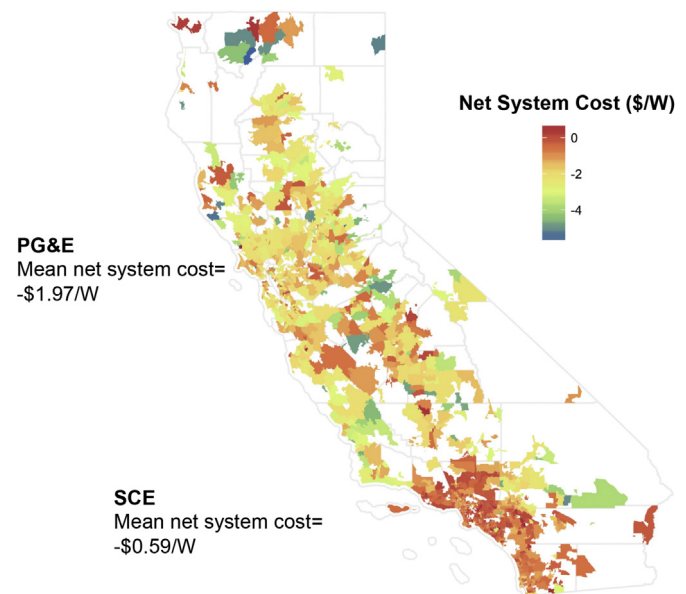 Net System Cost ($/W)
0
-2
-4
PG&E
Mean net system cost=
-$1.97/W
SCE
Mean net system cost=
-$0.59/W